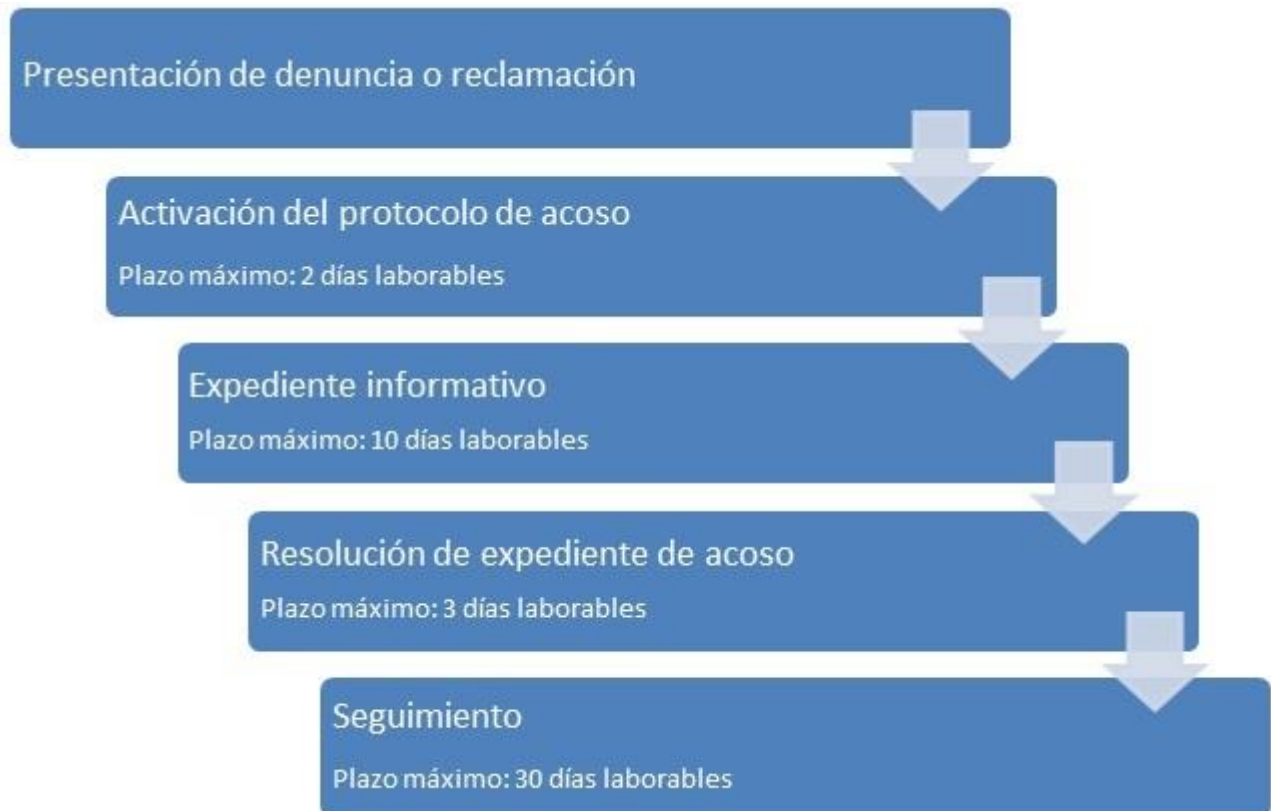 Presentación de denuncia o reclamación
Activación del protocolo de acoso
Plazo máximo: 2 días laborables
Expediente informativo
Plazo máximo: 10 días laborables
Resolución de expediente de acoso
Plazo máximo: 3 días laborables
Seguimiento
Plazo máximo: 30 días laborables